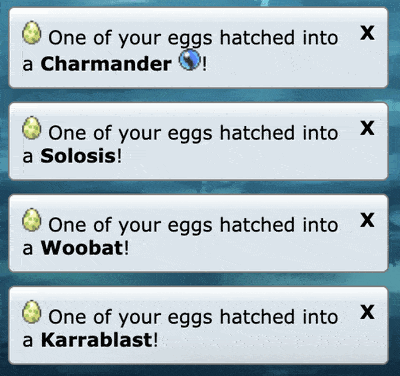 One of your eggs hatched into X
a Charmander !
One of your eggs hatched into X
a Solosis!
One of your eggs hatched into X
a Woobat!
One of your eggs hatched into X
a Karrablast!